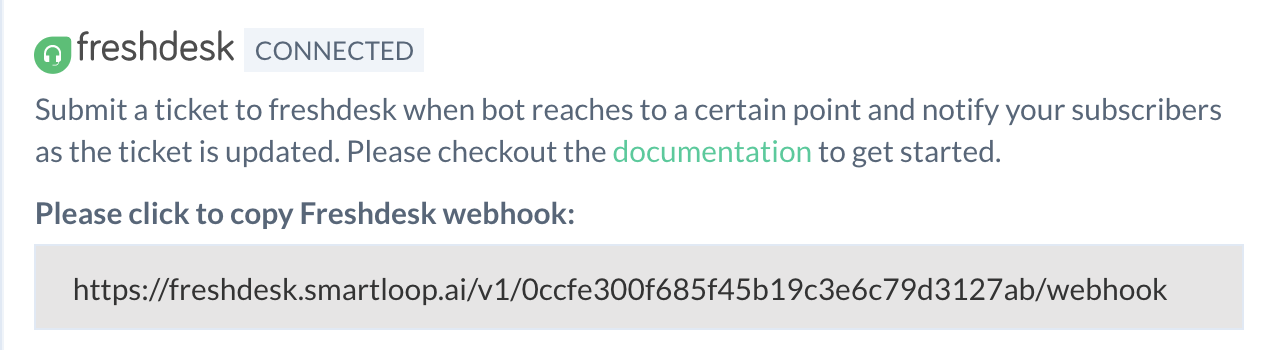 freshdesk CONNECTED
Submit a ticket to freshdesk when bot reaches to a certain point and notify your subscribers
as the ticket is updated. Please checkout the documentation to get started.
Please click to copy Freshdesk webhook:
https://freshdesk.smartloop.ai/v1/0ccfe300f685f45b19c3e6c79d3127ab/webhook